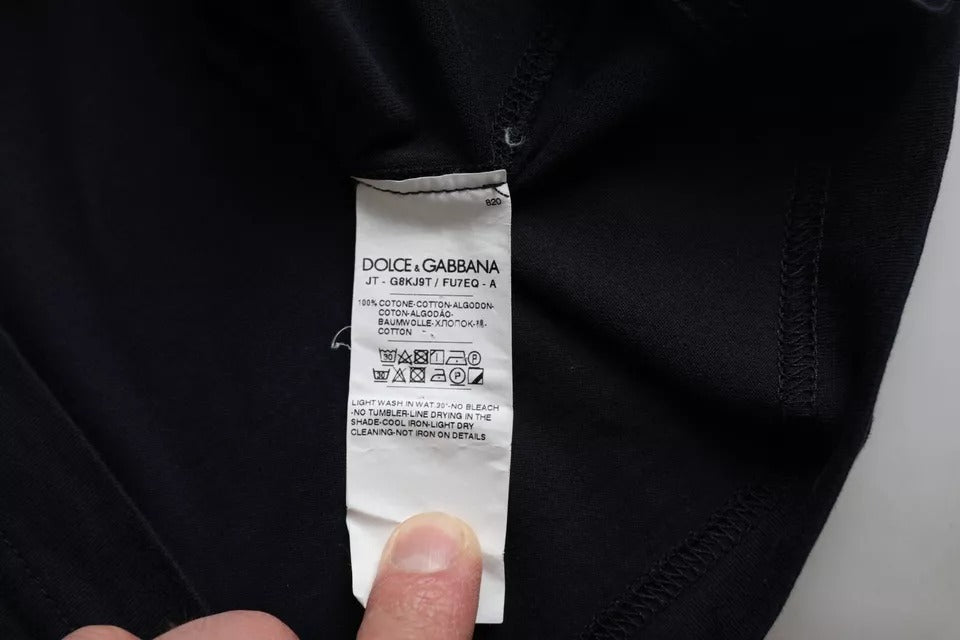 820
DOLCE & GABBANA
JT - G8KJ9T / FU7EQ - A
100% COTONE-COTTON-ALGODON-
COTON-ALGODÃO-
BAUMWOLLE-ХЛОПОК-棉-
COTTON
LIGHT WASH IN WAT 30°-NO BLEACH
-NO TUMBLER-LINE DRYING IN THE
SHADE-COOL IRON-LIGHT DRY
CLEANING-NOT IRON ON DETAILS